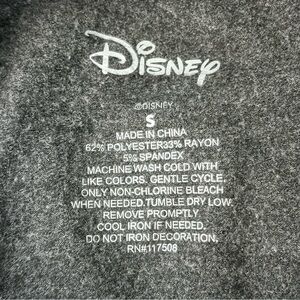 Disney
©DISNEY
S
MADE IN CHINA
62% POLYESTER33% RAYON
5% SPANDEX
MACHINE WASH COLD WITH
LIKE COLORS. GENTLE CYCLE
ONLY NON-CHLORINE BLEACH
WHEN NEEDED.TUMBLE DRY LOW.
REMOVE PROMPTLY.
COOL IRON IF NEEDED.
DO NOT IRON DECORATION.
RN#117508